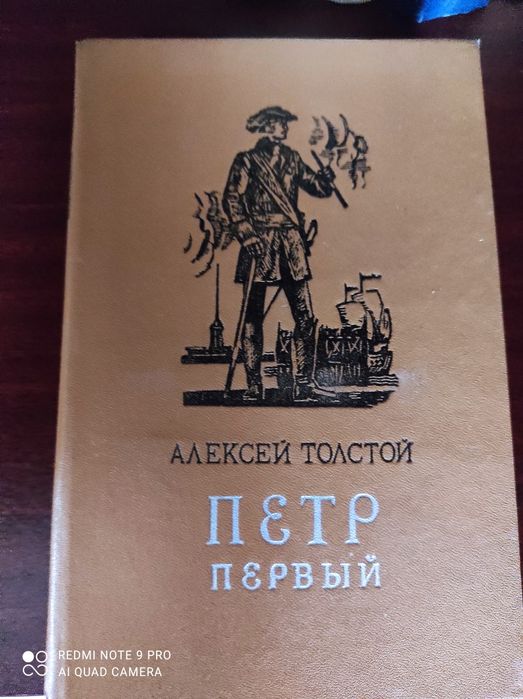 АЛЕКСЕЙ ТОЛСТОЙ
ПЕТР
ПЕРВЫЙ
REDMI NOTE 9 PRO
AI QUAD CAMERA